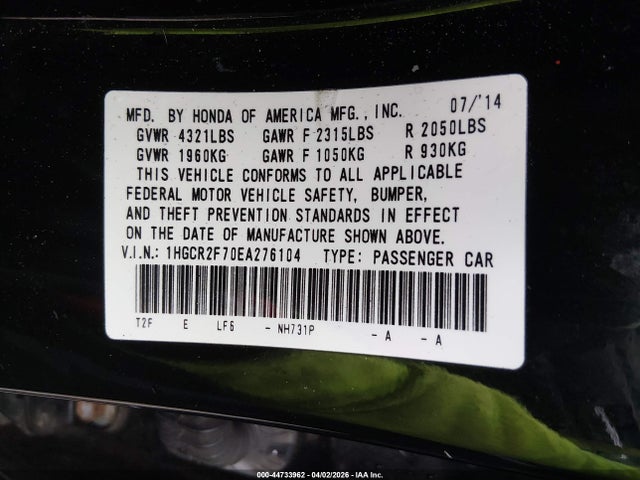 MFD. BY HONDA OF AMERICA MFG., INC. 07/'14
GVWR 4321LBS GAWR F 2315LBS R 2050LBS
GVWR 1960KG GAWR F 1050KG R 930KG
THIS VEHICLE CONFORMS TO ALL APPLICABLE
FEDERAL MOTOR VEHICLE SAFETY, BUMPER,
AND THEFT PREVENTION STANDARDS IN EFFECT
ON THE DATE OF MANUFACTURE SHOWN ABOVE.
V.I.N.: 1HGCR2F70EA276104 TYPE: PASSENGER CAR
T2F E LF6 - NH731P - A - A
000-44733962 - 04/02/2026 - IAA Inc.